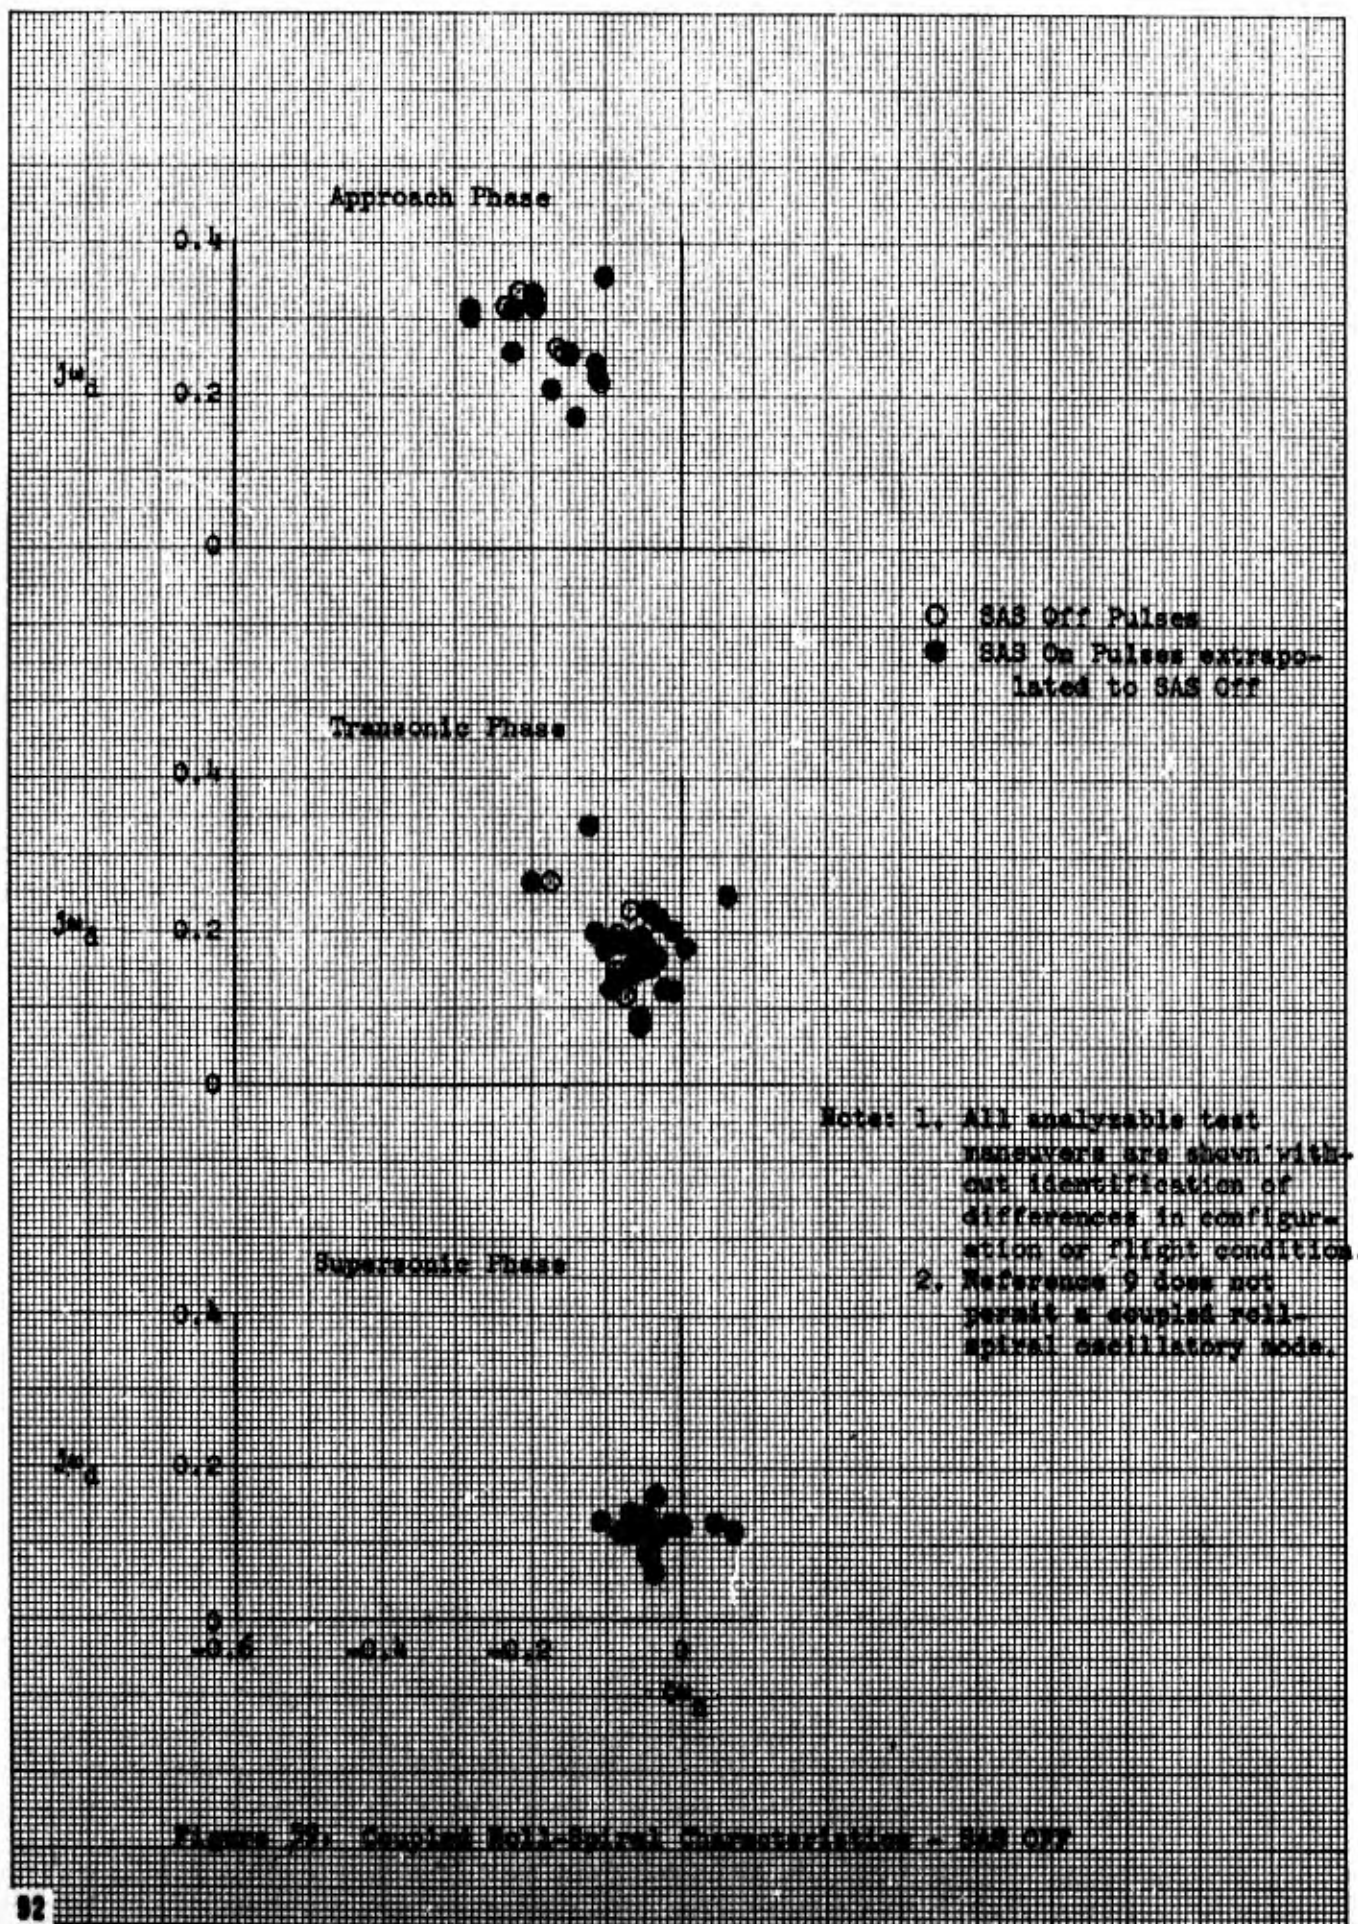 Approach Phase
0.4
jω_d
0.2
0
O SAS Off Pulses
● SAS On Pulses extrapo-
lated to SAS Off
Transonic Phase
0.4
jω_d
0.2
0
Note: 1. All analyzable test
maneuvers are shown with-
out identification of
differences in configur-
ation or flight condition.
2. Reference 9 does not
permit a coupled roll-
spiral oscillatory mode.
Supersonic Phase
0.4
jω_d
0.2
0
-0.6 -0.4 -0.2 0
Figure 39. Coupled Roll-Spiral Characteristics - SAS OFF
92